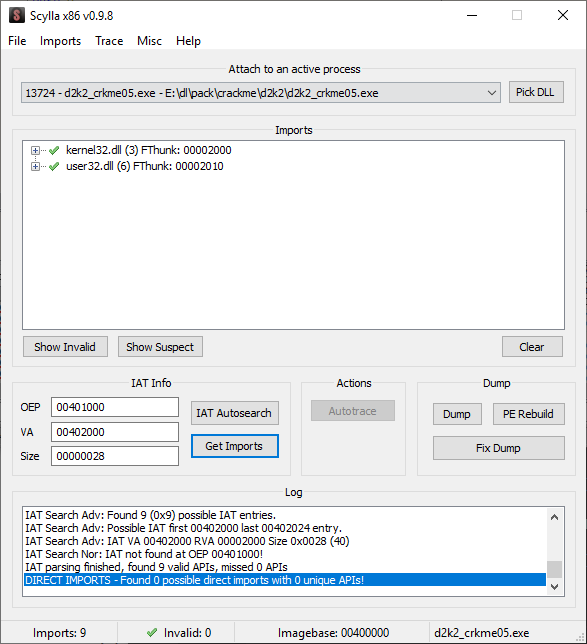 Scylla x86 v0.9.8
File Imports Trace Misc Help
Attach to an active process
13724 - d2k2_crkme05.exe - E:\dl\pack\crackme\d2k2\d2k2_crkme05.exe
Pick DLL
Imports
kernel32.dll (3) FThunk: 00002000
user32.dll (6) FThunk: 00002010
Show Invalid Show Suspect Clear
IAT Info
OEP 00401000
VA 00402000
Size 00000028
IAT Autosearch
Get Imports
Actions
Autotrace
Dump
Dump PE Rebuild
Fix Dump
Log
IAT Search Adv: Found 9 (0x9) possible IAT entries.
IAT Search Adv: Possible IAT first 00402000 last 00402024 entry.
IAT Search Adv: IAT VA 00402000 RVA 00002000 Size 0x0028 (40)
IAT Search Nor: IAT not found at OEP 00401000!
IAT parsing finished, found 9 valid APIs, missed 0 APIs
DIRECT IMPORTS - Found 0 possible direct imports with 0 unique APIs!
Imports: 9 Invalid: 0 Imagebase: 00400000 d2k2_crkme05.exe